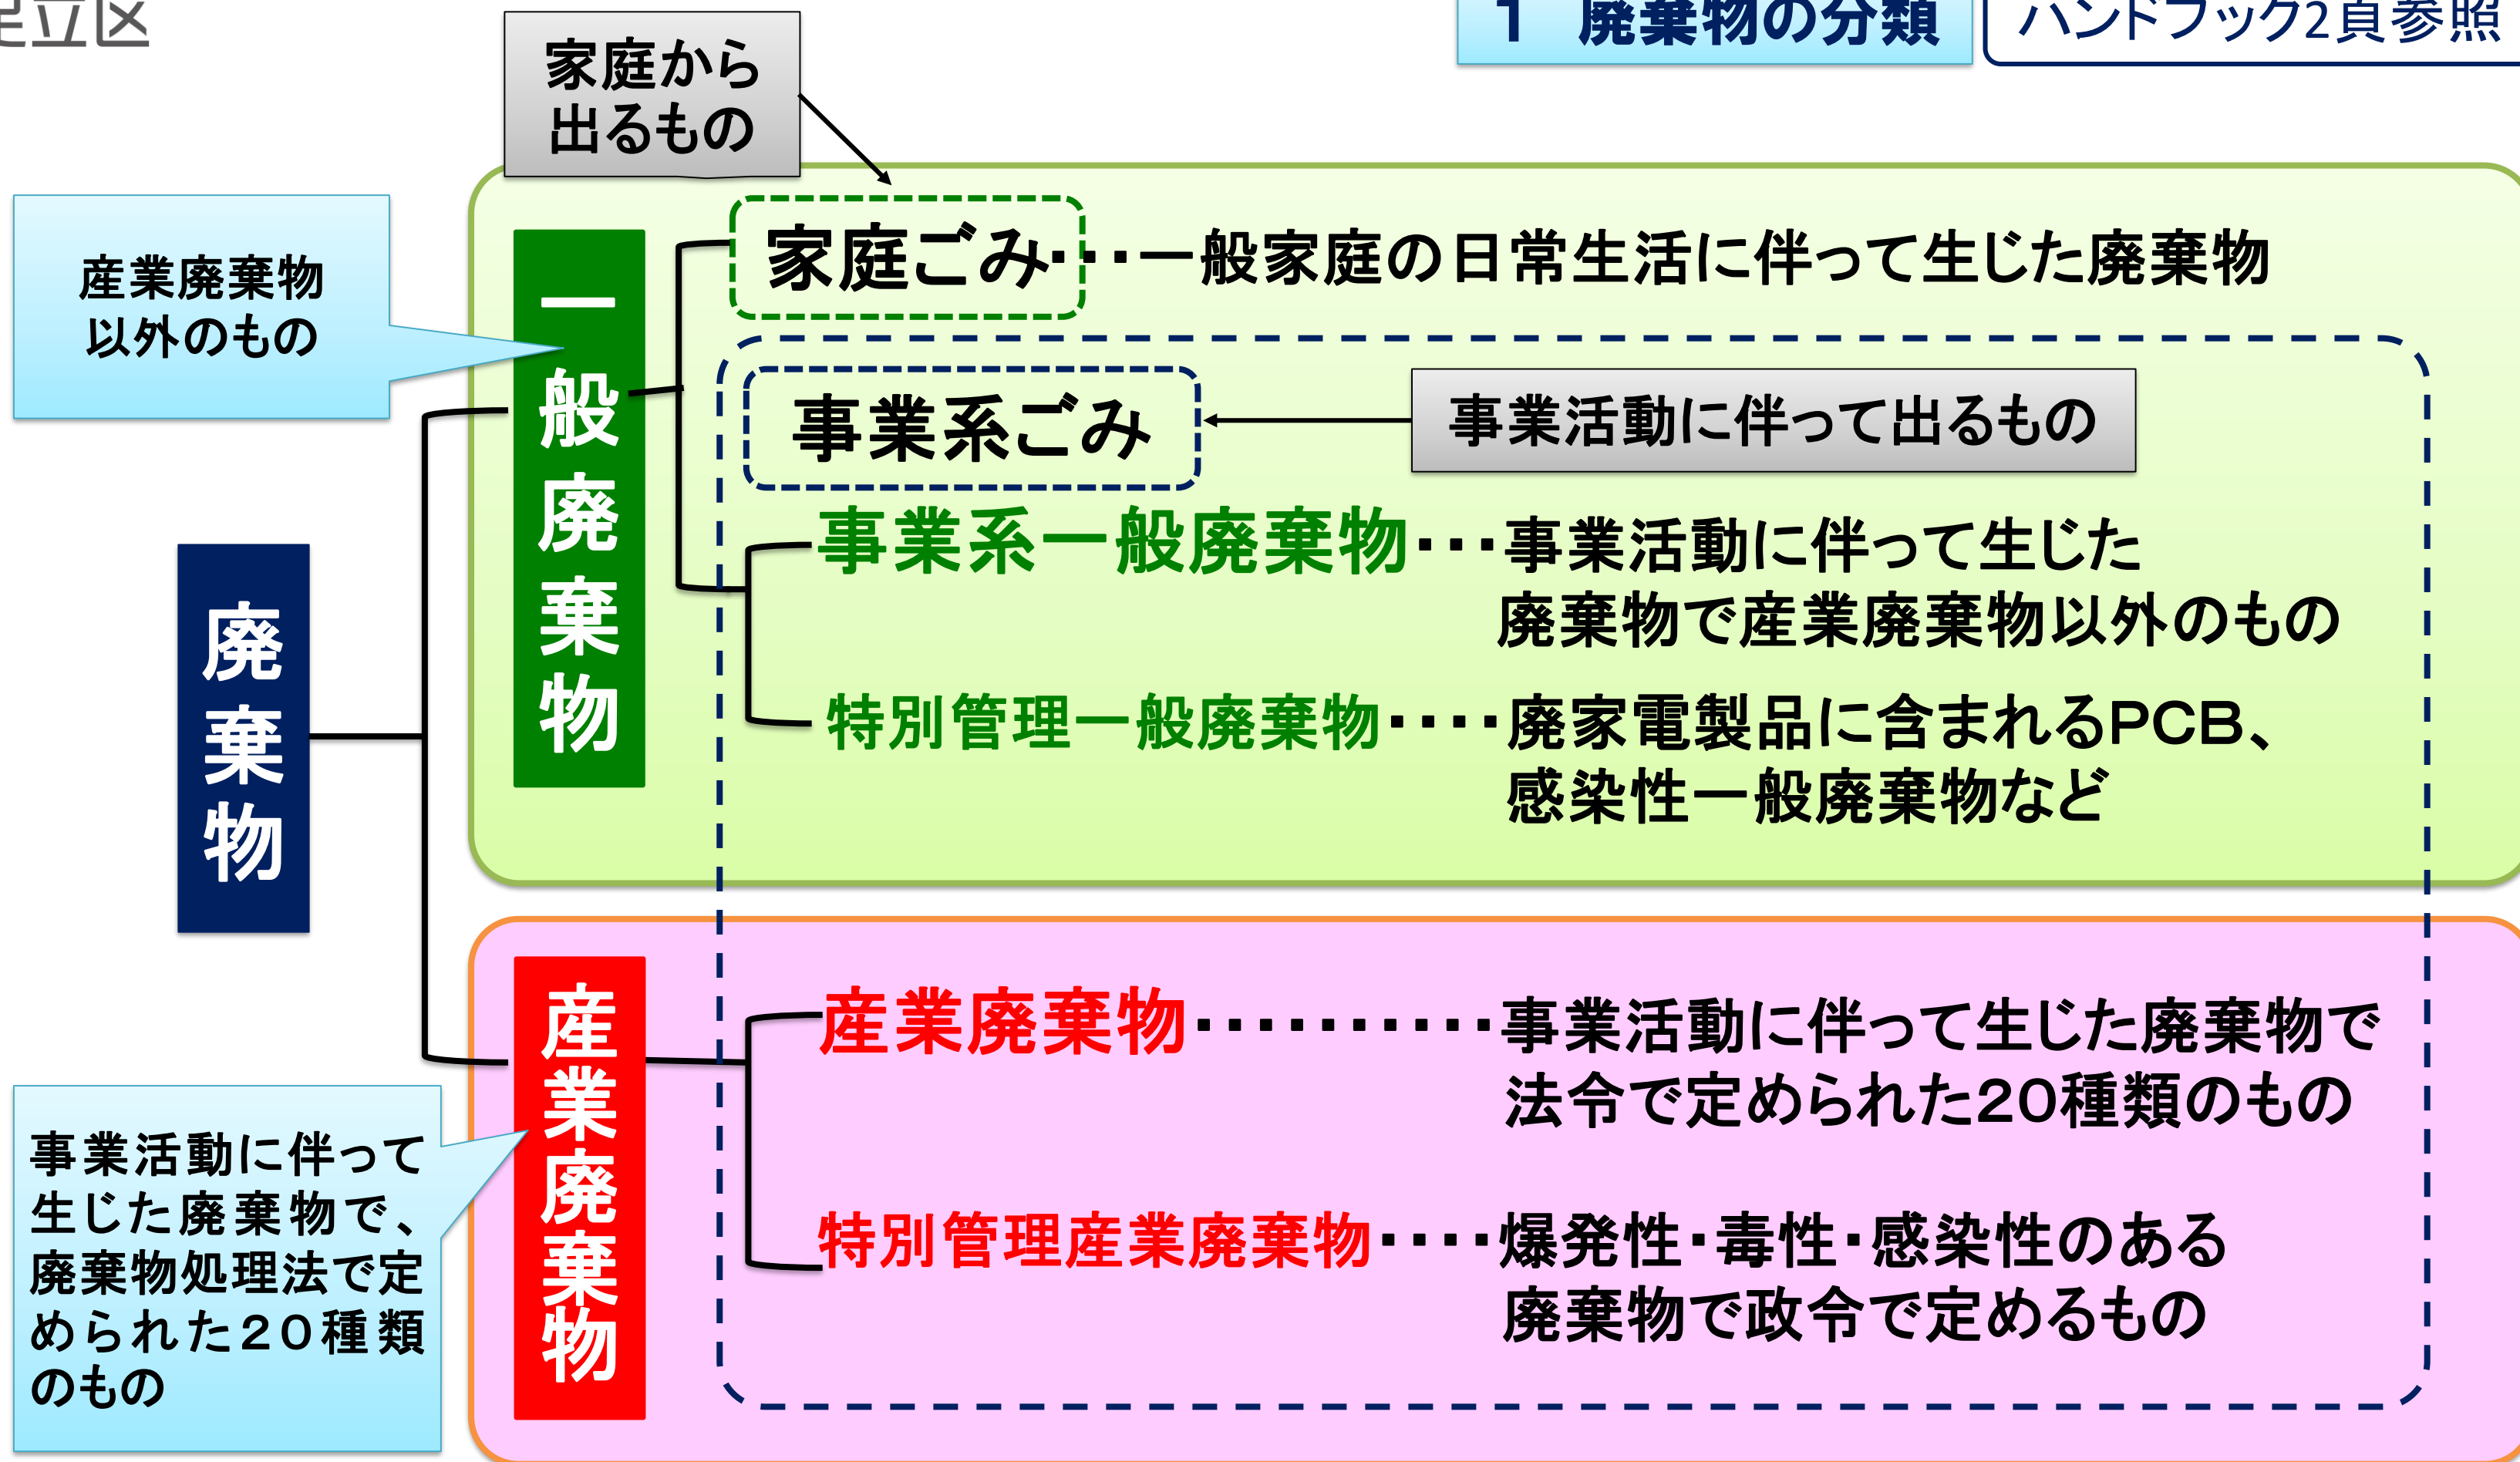 足立区
1 廃棄物の分類
ハンドブック2頁参照
家庭から
出るもの
産業廃棄物
以外のもの
一般廃棄物
家庭ごみ・・・一般家庭の日常生活に伴って生じた廃棄物
事業系ごみ
事業活動に伴って出るもの
事業系一般廃棄物・・・事業活動に伴って生じた
廃棄物で産業廃棄物以外のもの
特別管理一般廃棄物・・・・廃家電製品に含まれるPCB、
感染性一般廃棄物など
廃棄物
産業廃棄物
産業廃棄物・・・・・・・・・・事業活動に伴って生じた廃棄物で
法令で定められた20種類のもの
特別管理産業廃棄物・・・・爆発性・毒性・感染性のある
廃棄物で政令で定めるもの
事業活動に伴って
生じた廃棄物で、
廃棄物処理法で定
められた20種類
のもの